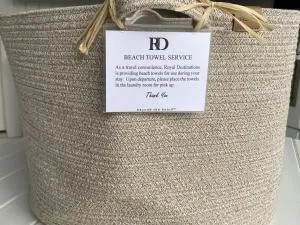 RD
BEACH TOWEL SERVICE
As a travel convenience, Royal Destinations
is providing beach towels for use during your
stay. Upon departure, please place the towels
in the laundry room for pick up.
Thank You